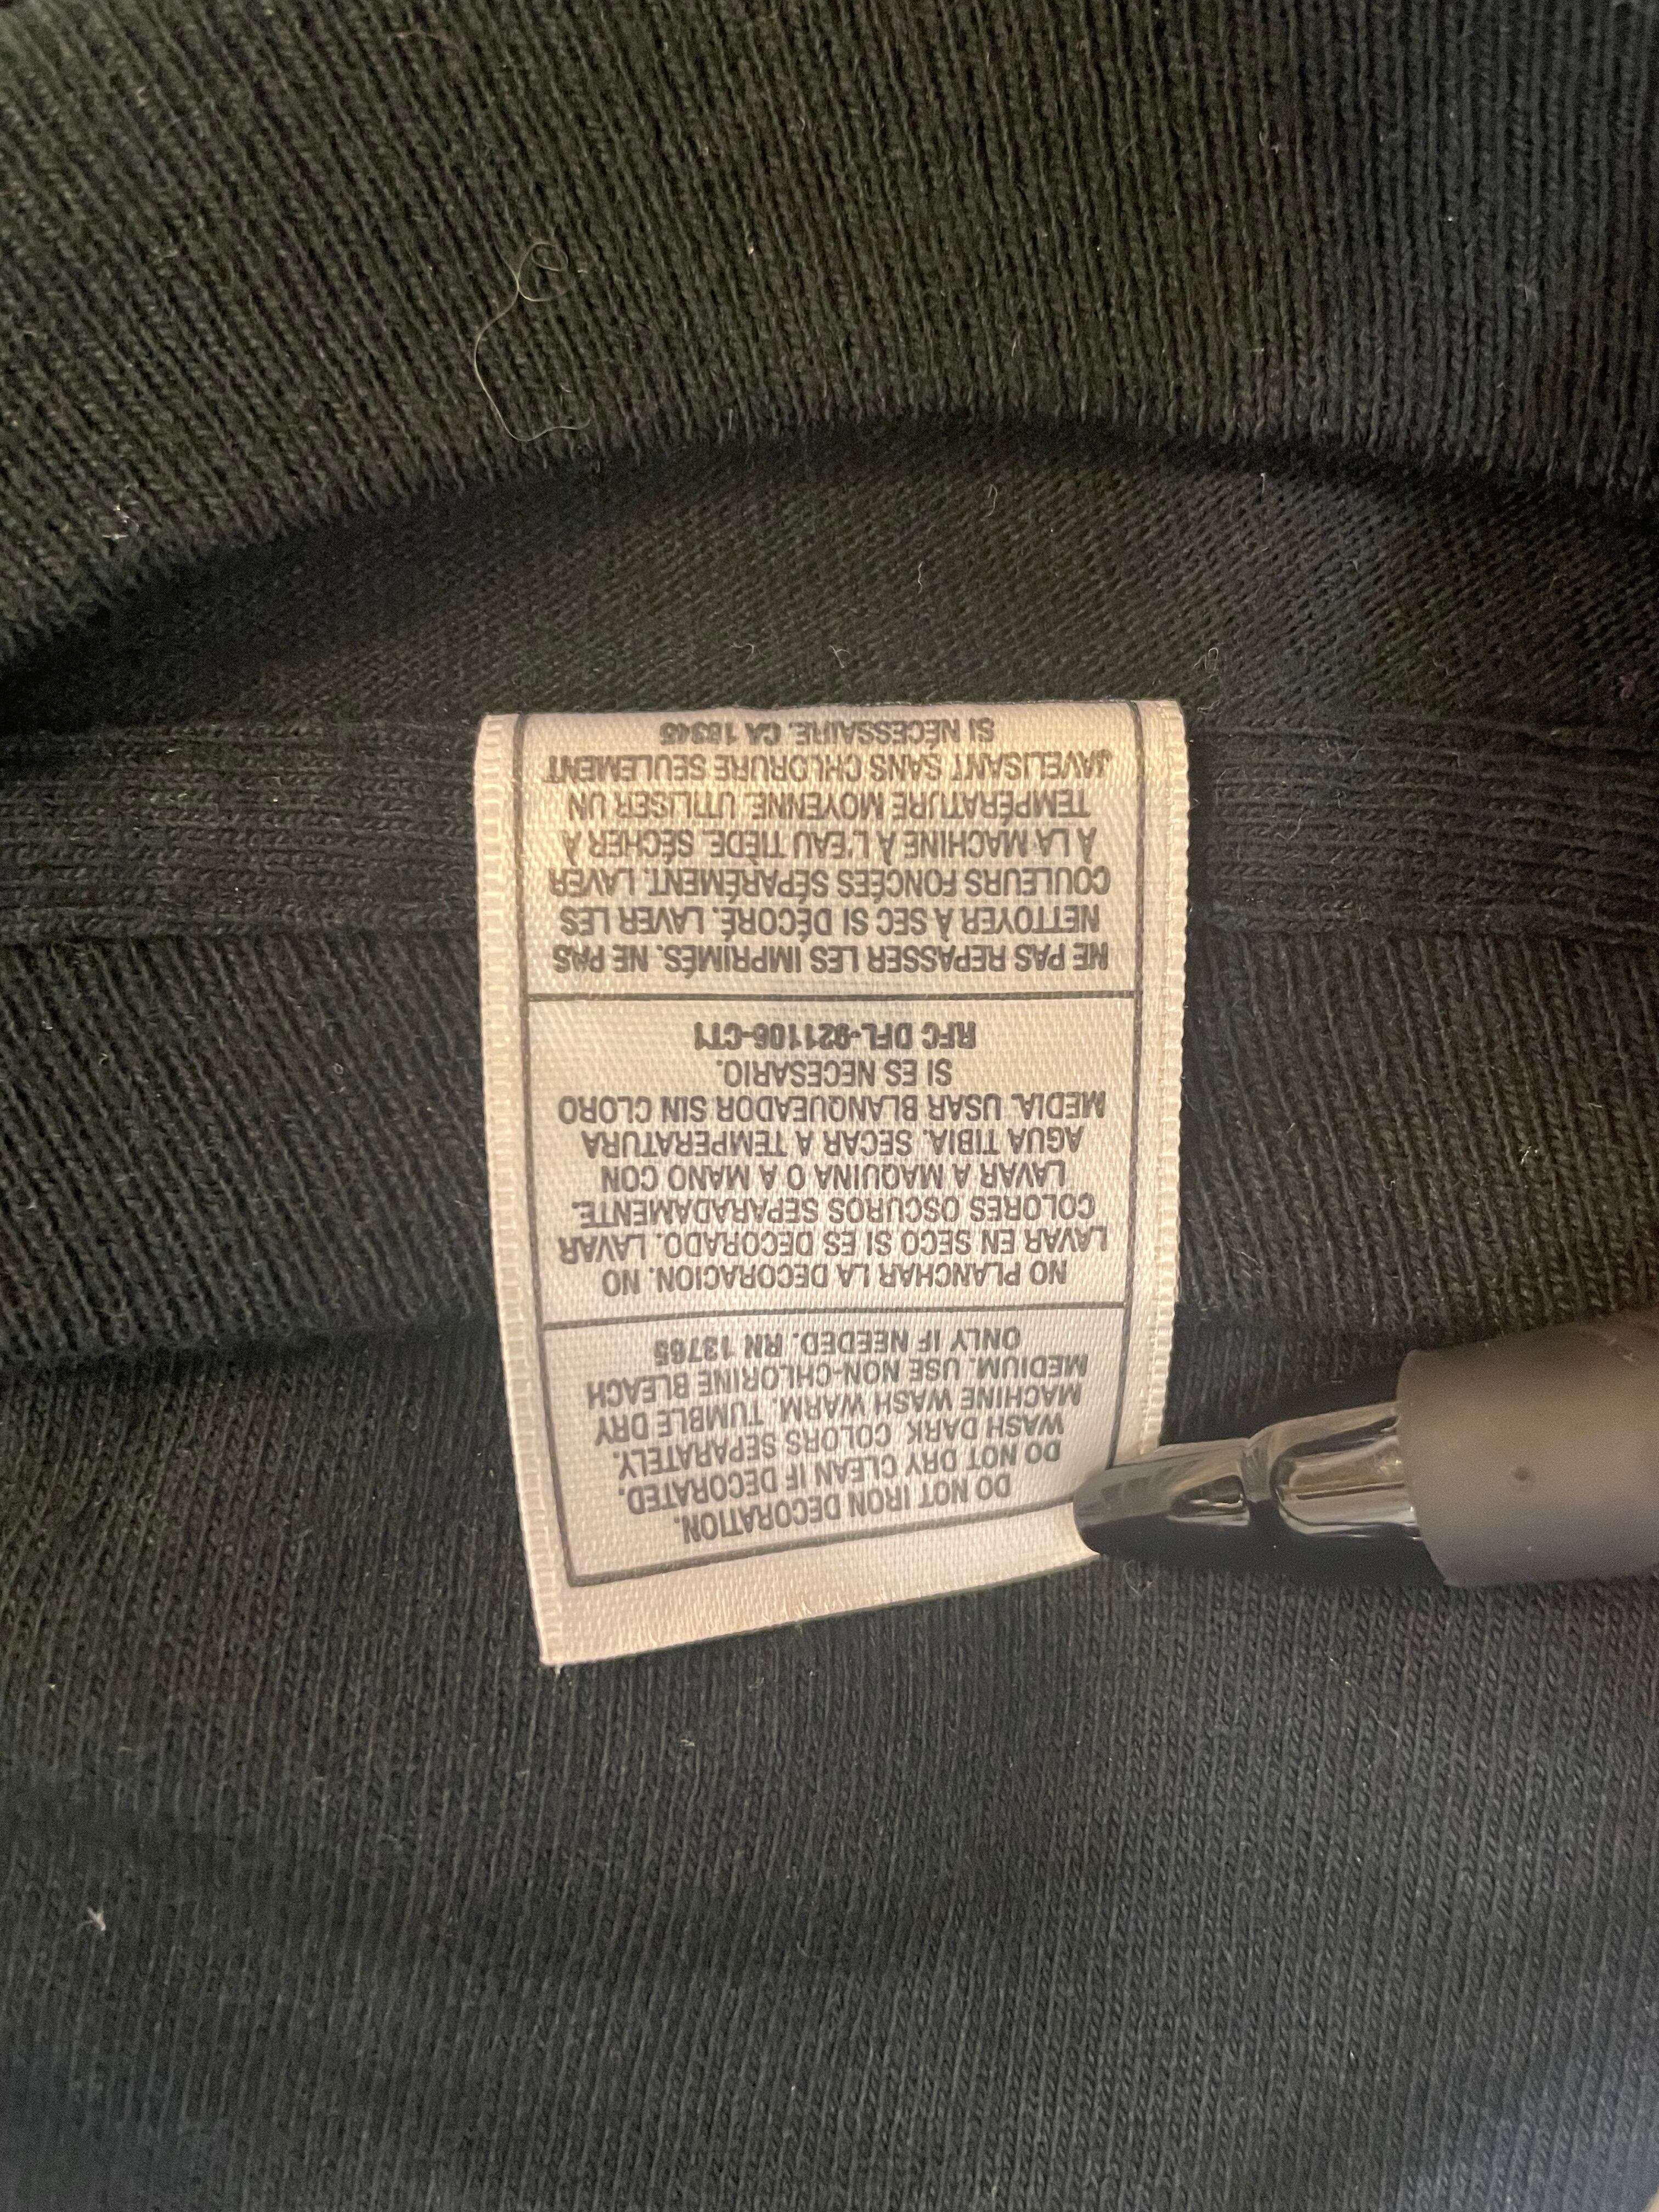 DO NOT IRON DECORATION.
DO NOT DRY CLEAN IF DECORATED.
WASH DARK COLORS SEPARATELY.
MACHINE WASH WARM. TUMBLE DRY
MEDIUM. USE NON-CHLORINE BLEACH
ONLY IF NEEDED. RN 13765
NO PLANCHAR LA DECORACION. NO
LAVAR EN SECO SI ES DECORADO. LAVAR
COLORES OSCUROS SEPARADAMENTE.
LAVAR A MAQUINA O A MANO CON
AGUA TIBIA. SECAR A TEMPERATURA
MEDIA. USAR BLANQUEADOR SIN CLORO
SI ES NECESARIO.
RFC DFL-921106-CT1
NE PAS REPASSER LES IMPRIMÉS. NE PAS
NETTOYER À SEC SI DÉCORÉ. LAVER LES
COULEURS FONCÉES SÉPARÉMENT. LAVER
À LA MACHINE À L'EAU TIÈDE. SÉCHER À
TEMPÉRATURE MOYENNE. UTILISER UN
JAVELISANT SANS CHLORURE SEULEMENT
SI NÉCESSAIRE. CA 18345